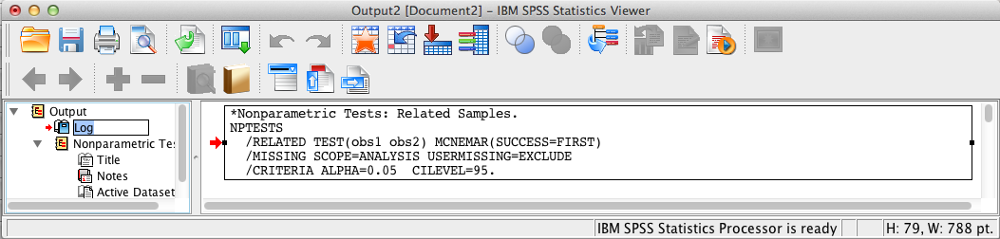 Output2 [Document2] – IBM SPSS Statistics Viewer
Output
Log
Nonparametric Te
Title
Notes
Active Dataset
*Nonparametric Tests: Related Samples.
NPTESTS
/RELATED TEST(obs1 obs2) MCNEMAR(SUCCESS=FIRST)
/MISSING SCOPE=ANALYSIS USERMISSING=EXCLUDE
/CRITERIA ALPHA=0.05  CILEVEL=95.
IBM SPSS Statistics Processor is ready
H: 79, W: 788 pt.